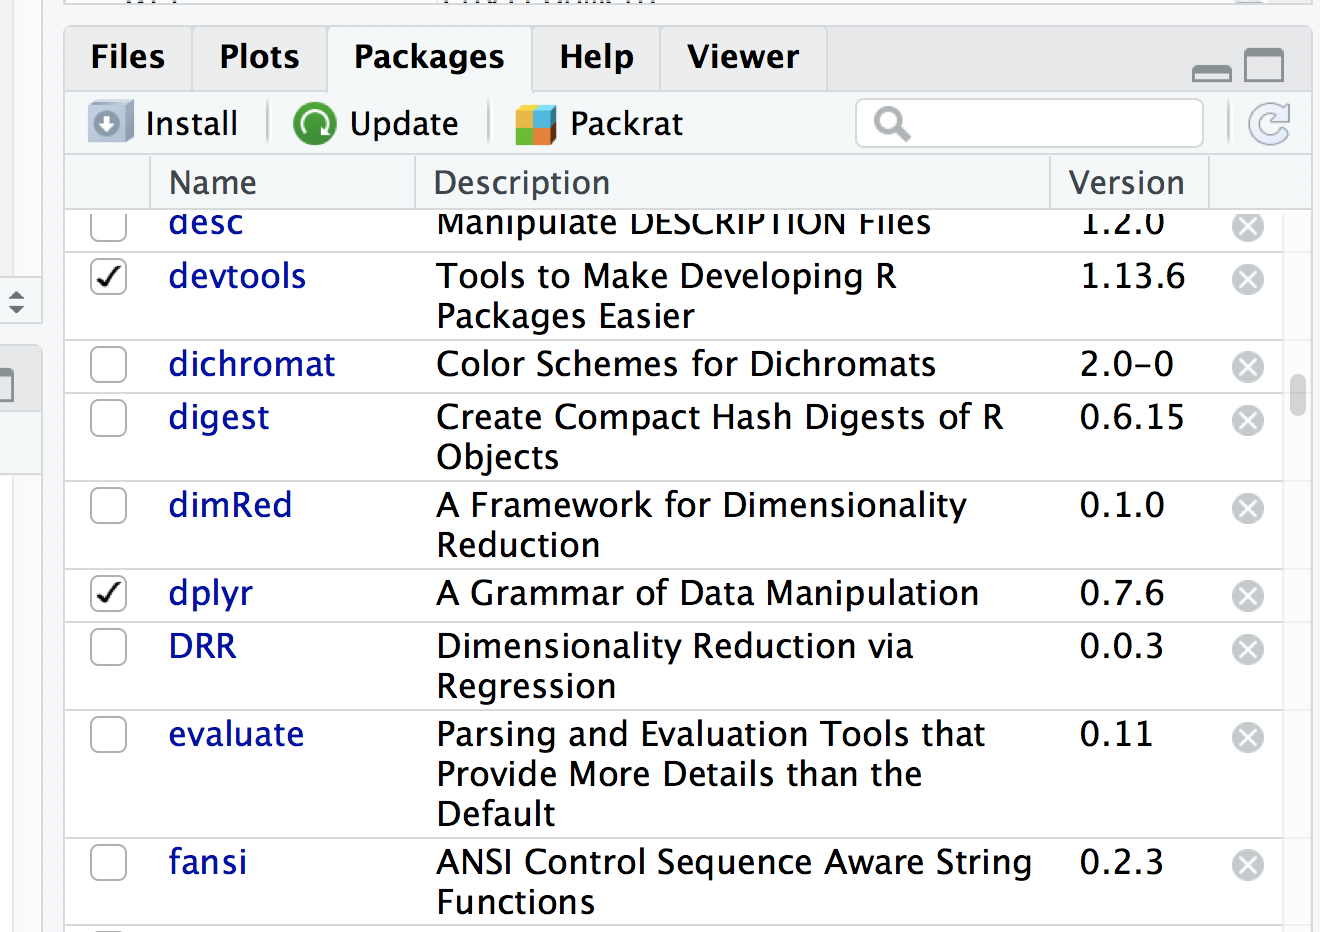 Files Plots Packages Help Viewer
Install Update Packrat
Name Description Version
desc Manipulate DESCRIPTION Files 1.2.0
devtools Tools to Make Developing R 1.13.6
Packages Easier
dichromat Color Schemes for Dichromats 2.0-0
digest Create Compact Hash Digests of R 0.6.15
Objects
dimRed A Framework for Dimensionality 0.1.0
Reduction
dplyr A Grammar of Data Manipulation 0.7.6
DRR Dimensionality Reduction via 0.0.3
Regression
evaluate Parsing and Evaluation Tools that 0.11
Provide More Details than the
Default
fansi ANSI Control Sequence Aware String 0.2.3
Functions